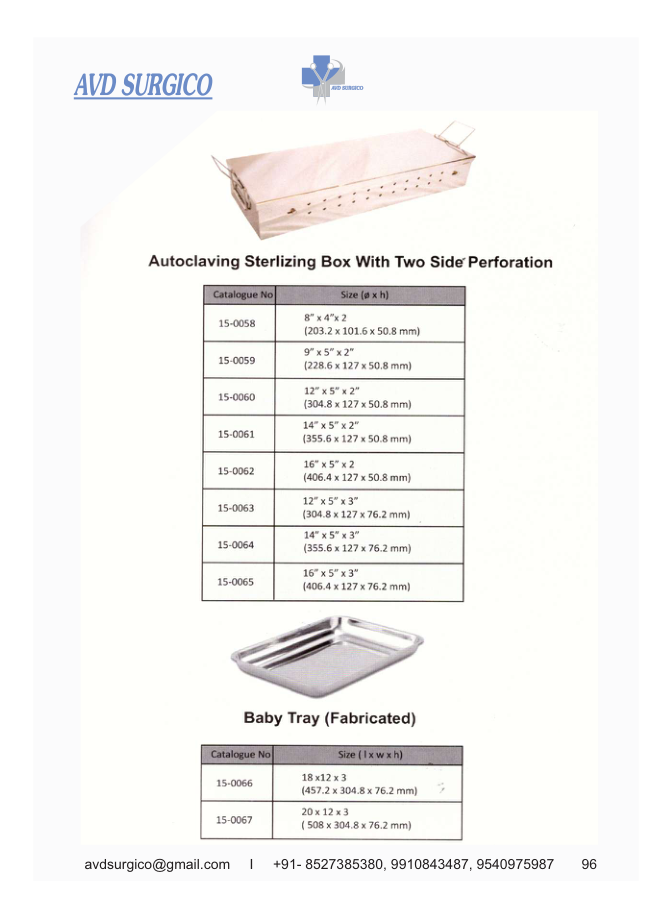 AVD SURGICO
AVD SURGICO
Autoclaving Sterlizing Box With Two Side Perforation
Catalogue No Size (ø x h)
15-0058 8” x 4”x 2
(203.2 x 101.6 x 50.8 mm)
15-0059 9” x 5” x 2”
(228.6 x 127 x 50.8 mm)
15-0060 12” x 5” x 2”
(304.8 x 127 x 50.8 mm)
15-0061 14” x 5” x 2”
(355.6 x 127 x 50.8 mm)
15-0062 16” x 5” x 2
(406.4 x 127 x 50.8 mm)
15-0063 12” x 5” x 3”
(304.8 x 127 x 76.2 mm)
15-0064 14” x 5” x 3”
(355.6 x 127 x 76.2 mm)
15-0065 16” x 5” x 3”
(406.4 x 127 x 76.2 mm)
Baby Tray (Fabricated)
Catalogue No Size ( l x w x h)
15-0066 18 x12 x 3
(457.2 x 304.8 x 76.2 mm)
15-0067 20 x 12 x 3
( 508 x 304.8 x 76.2 mm)
avdsurgico@gmail.com I +91- 8527385380, 9910843487, 9540975987 96